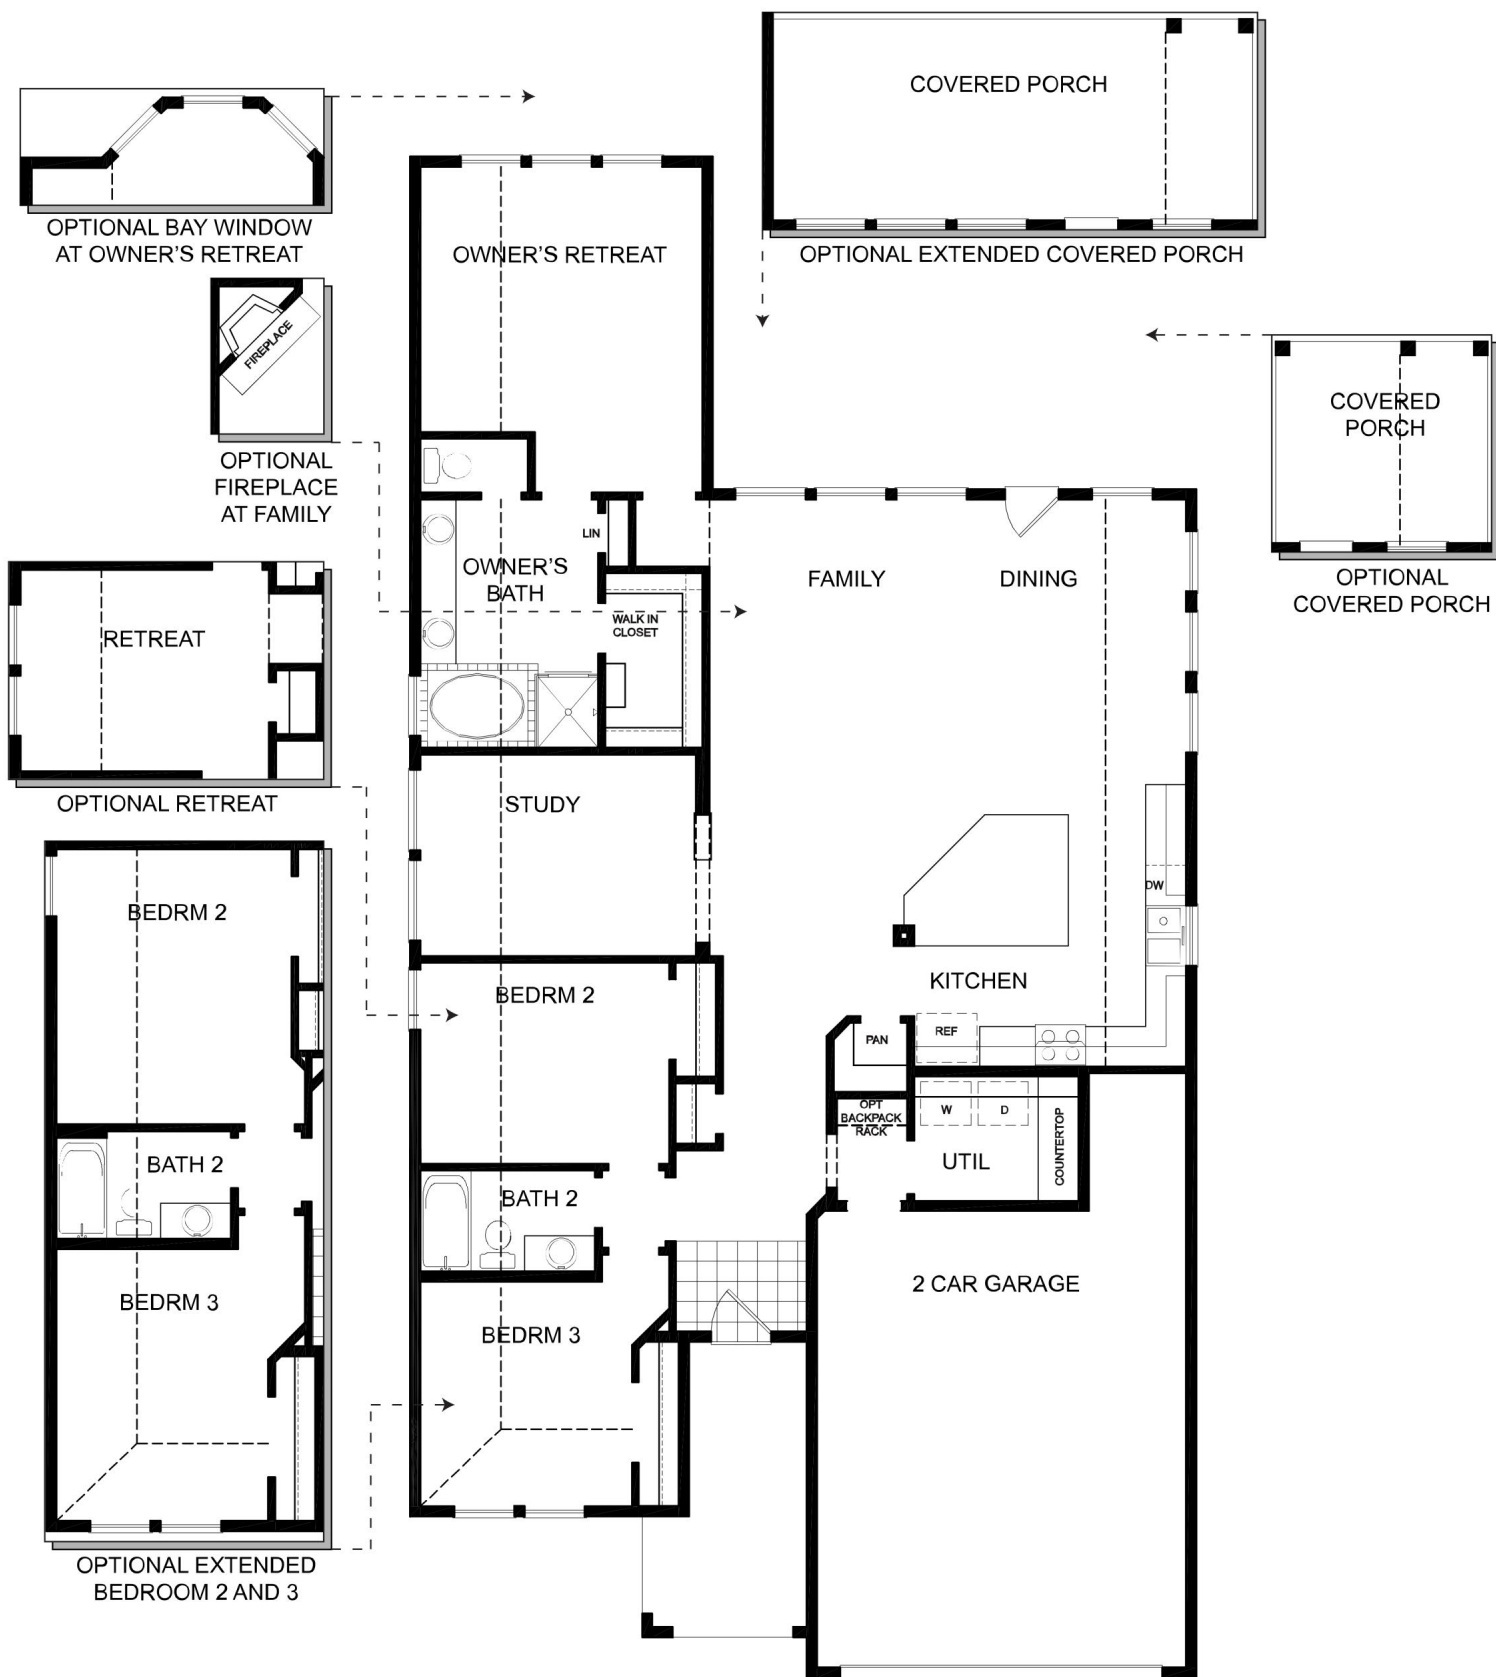 COVERED PORCH
OPTIONAL EXTENDED COVERED PORCH
OPTIONAL BAY WINDOW
AT OWNER'S RETREAT
OWNER'S RETREAT
FIREPLACE
OPTIONAL
FIREPLACE
AT FAMILY
COVERED
PORCH
OPTIONAL
COVERED PORCH
LIN
OWNER'S
BATH
FAMILY
DINING
WALK IN
CLOSET
RETREAT
OPTIONAL RETREAT
STUDY
DW
BEDRM 2
BEDRM 2
KITCHEN
PAN
REF
OPT
BACKPACK
RACK
W
D
COUNTERTOP
UTIL
BATH 2
BATH 2
2 CAR GARAGE
BEDRM 3
BEDRM 3
OPTIONAL EXTENDED
BEDROOM 2 AND 3